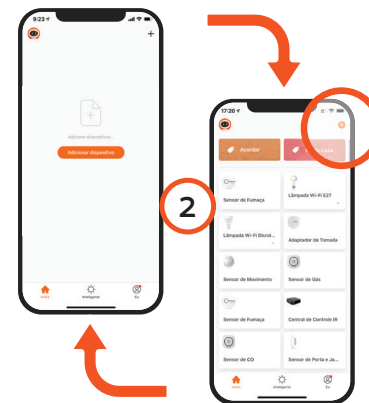 9:23
Adicione dispositivos...
Adicionar dispositivo
Início
Inteligente
Eu
2
17:20
Acordar
Sensor de Fumaça
Lâmpada Wi-Fi E27
Lâmpada Wi-Fi Dicroi...
Adaptador de Tomada
Sensor de Movimento
Sensor de Gás
Sensor de Fumaça
Central de Controle IR
Sensor de CO
Sensor de Porta e Ja...
Início
Inteligente
Eu